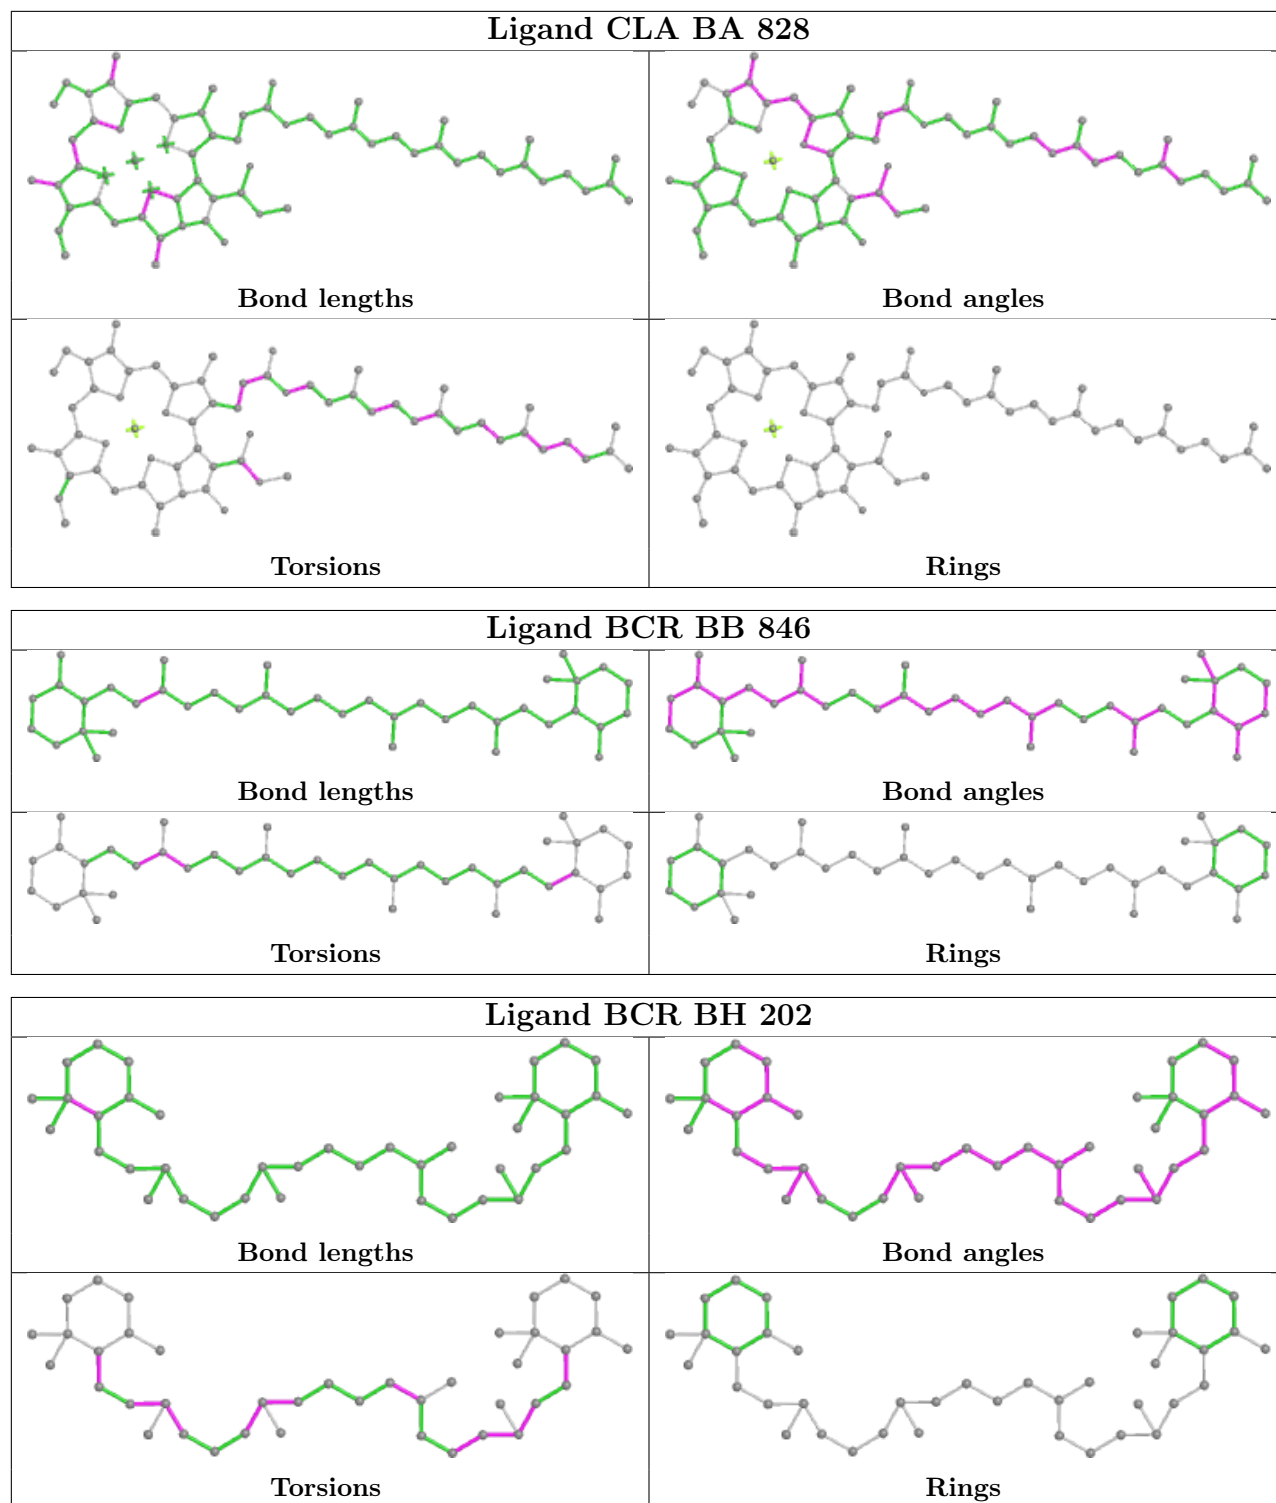 Ligand CLA BA 828
Bond lengths
Bond angles
Torsions
Rings
Ligand BCR BB 846
Bond lengths
Bond angles
Torsions
Rings
Ligand BCR BH 202
Bond lengths
Bond angles
Torsions
Rings